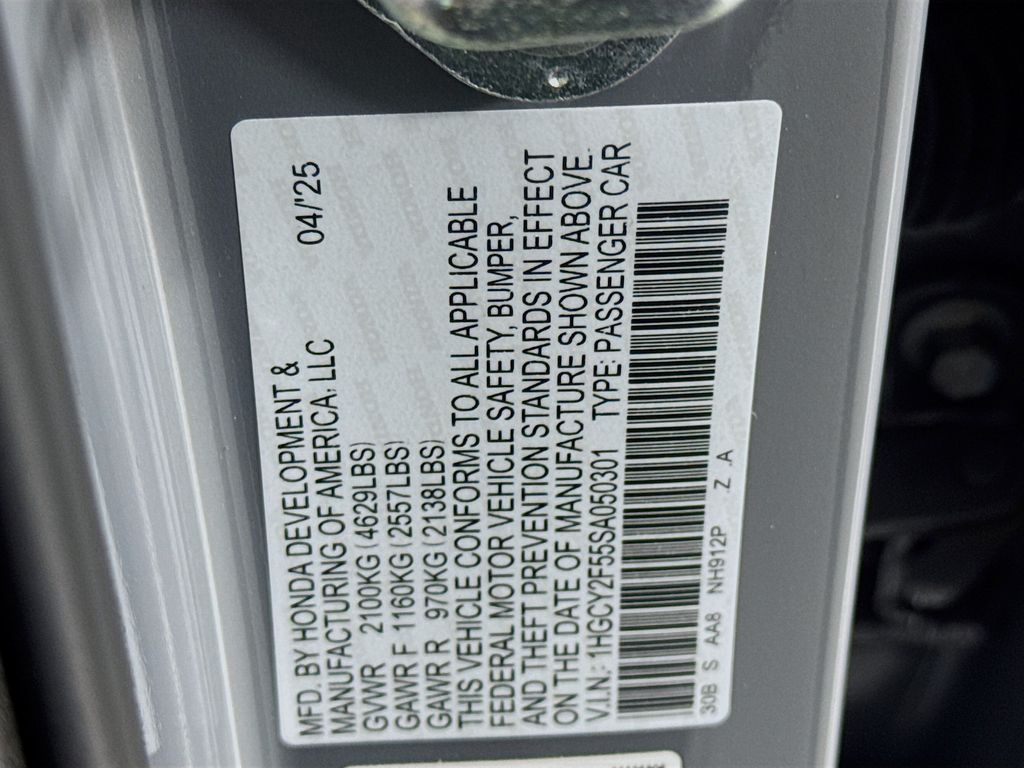 MFD. BY HONDA DEVELOPMENT &
MANUFACTURING OF AMERICA, LLC 04/'25
GVWR 2100KG (4629LBS)
GAWR F 1160KG (2557LBS)
GAWR R 970KG (2138LBS)
THIS VEHICLE CONFORMS TO ALL APPLICABLE
FEDERAL MOTOR VEHICLE SAFETY, BUMPER,
AND THEFT PREVENTION STANDARDS IN EFFECT
ON THE DATE OF MANUFACTURE SHOWN ABOVE.
V.I.N.: 1HGCY2F55SA050301 TYPE: PASSENGER CAR
30B S AA8 NH912P .Z .A